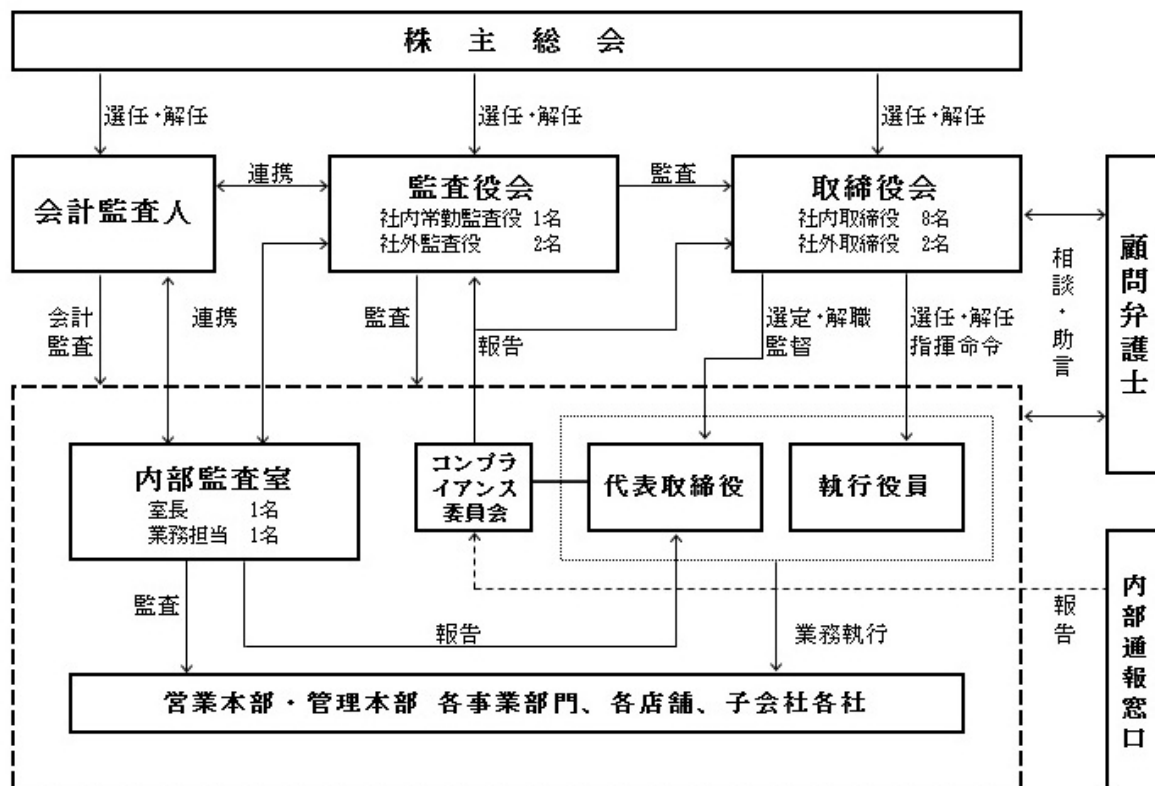 株主総会
選任・解任
選任・解任
選任・解任
会計監査人
連携
監査役会
社内常勤監査役 1名
社外監査役 2名
監査
取締役会
社内取締役 8名
社外取締役 2名
顧問弁護士
相談・助言
会計
監査
連携
監査
報告
選定・解職
監督
選任・解任
指揮命令
内部監査室
室長 1名
業務担当 1名
コンプラ
イアンス
委員会
代表取締役
執行役員
監査
報告
業務執行
報告
内部通報窓口
営業本部・管理本部 各事業部門、各店舗、子会社各社